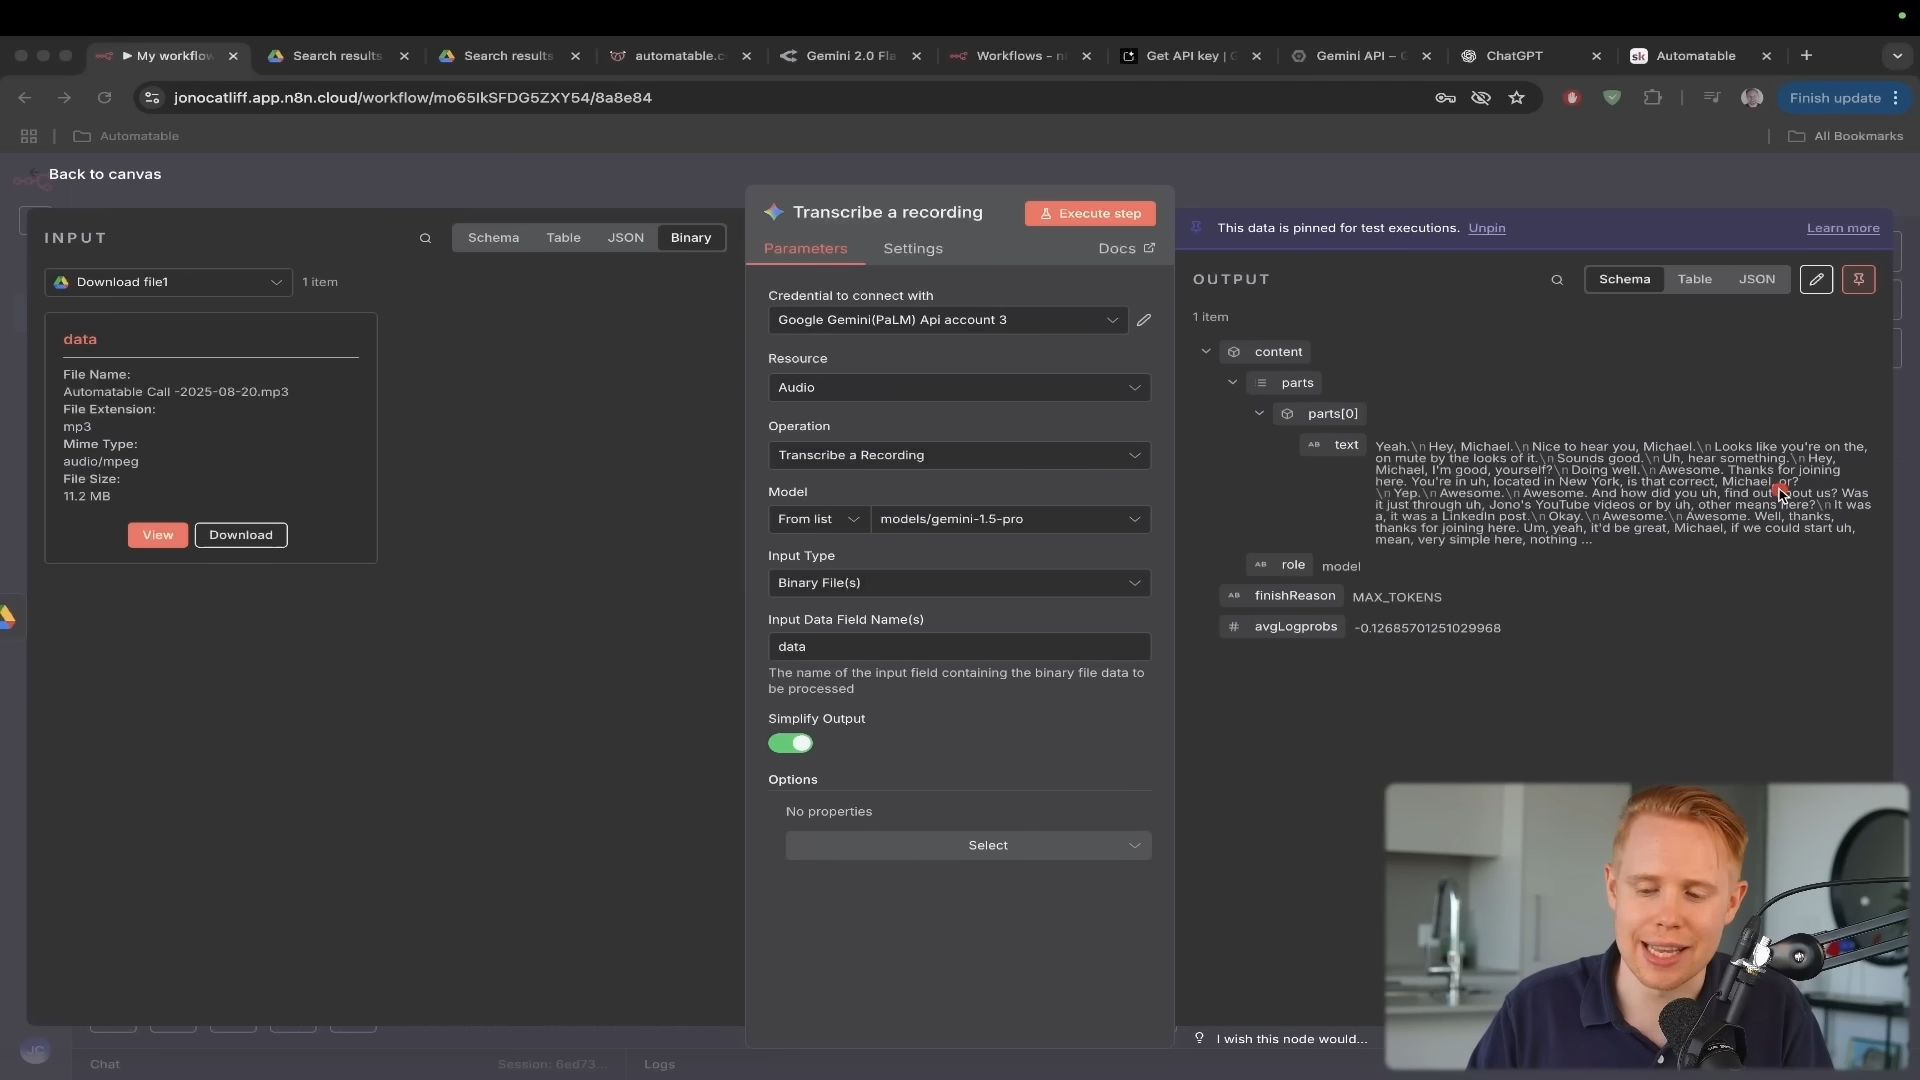 My workflow
Search results
Search results
automatable.c
Gemini 2.0 Fla
Workflows - n
Get API key | G
Gemini API – G
ChatGPT
sk
Automatable
jonocatliff.app.n8n.cloud/workflow/mo65IkSFDG5ZXY54/8a8e84
Finish update
Automatable
All Bookmarks
Back to canvas
INPUT
Schema
Table
JSON
Binary
Download file1
1 item
data
File Name:
Automatable Call -2025-08-20.mp3
File Extension:
mp3
Mime Type:
audio/mpeg
File Size:
11.2 MB
View
Download
Transcribe a recording
Execute step
Parameters
Settings
Docs
Credential to connect with
Google Gemini(PaLM) Api account 3
Resource
Audio
Operation
Transcribe a Recording
Model
From list
models/gemini-1.5-pro
Input Type
Binary File(s)
Input Data Field Name(s)
data
The name of the input field containing the binary file data to
be processed
Simplify Output
Options
No properties
Select
This data is pinned for test executions. Unpin
Learn more
OUTPUT
Schema
Table
JSON
1 item
content
parts
parts[0]
AB text
Yeah.\n Hey, Michael.\n Nice to hear you, Michael.\n Looks like you're on the,
on mute by the looks of it.\n Sounds good.\n Uh, hear something.\n Hey,
Michael, I'm good, yourself?\n Doing well.\n Awesome. Thanks for joining
here. You're in uh, located in New York, is that correct, Michael, or?
\n Yep.\n Awesome.\n Awesome. And how did you uh, find out about us? Was
it just through uh, Jono's YouTube videos or by uh, other means here?\n It was
a, it was a LinkedIn post.\n Okay.\n Awesome.\n Awesome. Well, thanks,
thanks for joining here. Um, yeah, it'd be great, Michael, if we could start uh,
mean, very simple here, nothing ...
AB role
model
AB finishReason
MAX_TOKENS
# avgLogprobs
-0.12685701251029968
I wish this node would...
JC
Chat
Session: 6ed73...
Logs